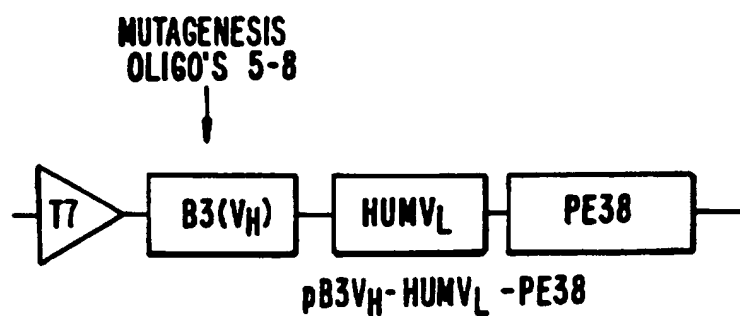 MUTAGENESIS
OLIGO'S 5-8
T7
B3(VH)
HUMVL
PE38
pB3VH-HUMVL-PE38